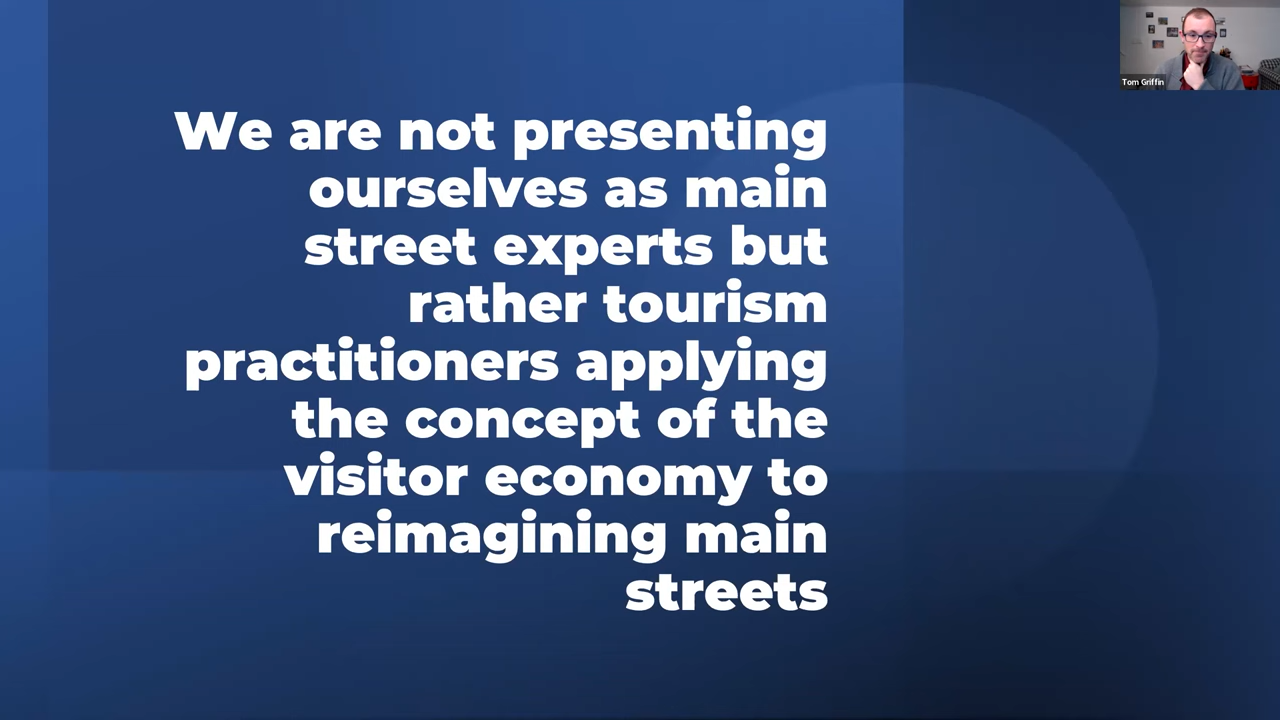 We are not presenting
ourselves as main
street experts but
rather tourism
practitioners applying
the concept of the
visitor economy to
reimagining main
streets
Tom Griffin